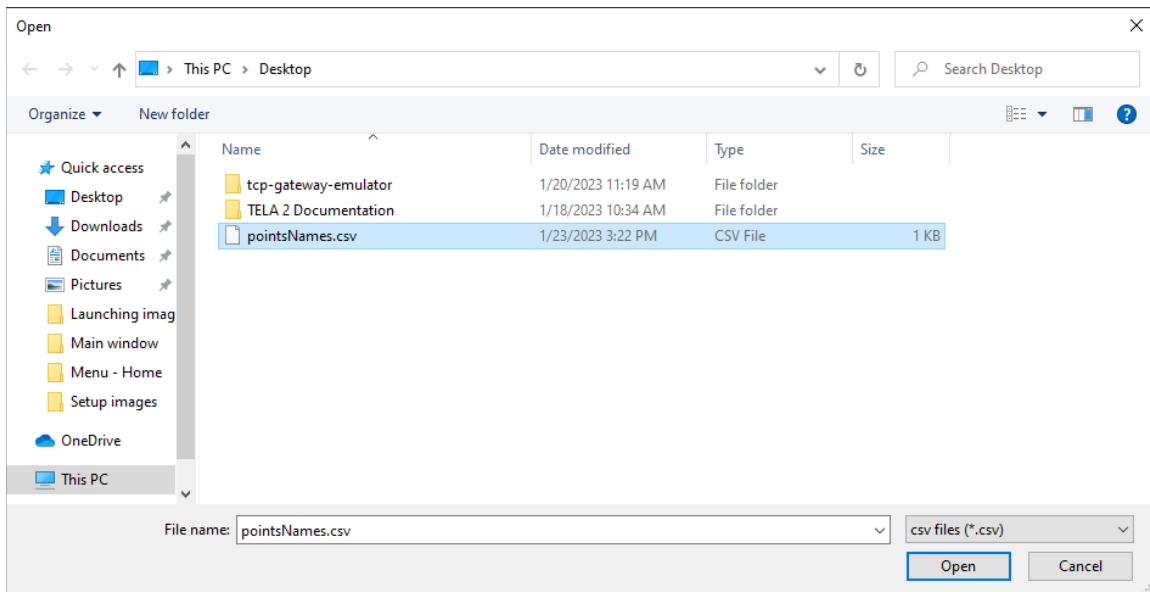 Open
This PC > Desktop
Search Desktop
Organize
New folder
Quick access
Desktop
Downloads
Documents
Pictures
Launching imag
Main window
Menu - Home
Setup images
OneDrive
This PC
Name Date modified Type Size
tcp-gateway-emulator 1/20/2023 11:19 AM File folder
TELA 2 Documentation 1/18/2023 10:34 AM File folder
pointsNames.csv 1/23/2023 3:22 PM CSV File 1 KB
File name: pointsNames.csv
csv files (*.csv)
Open
Cancel